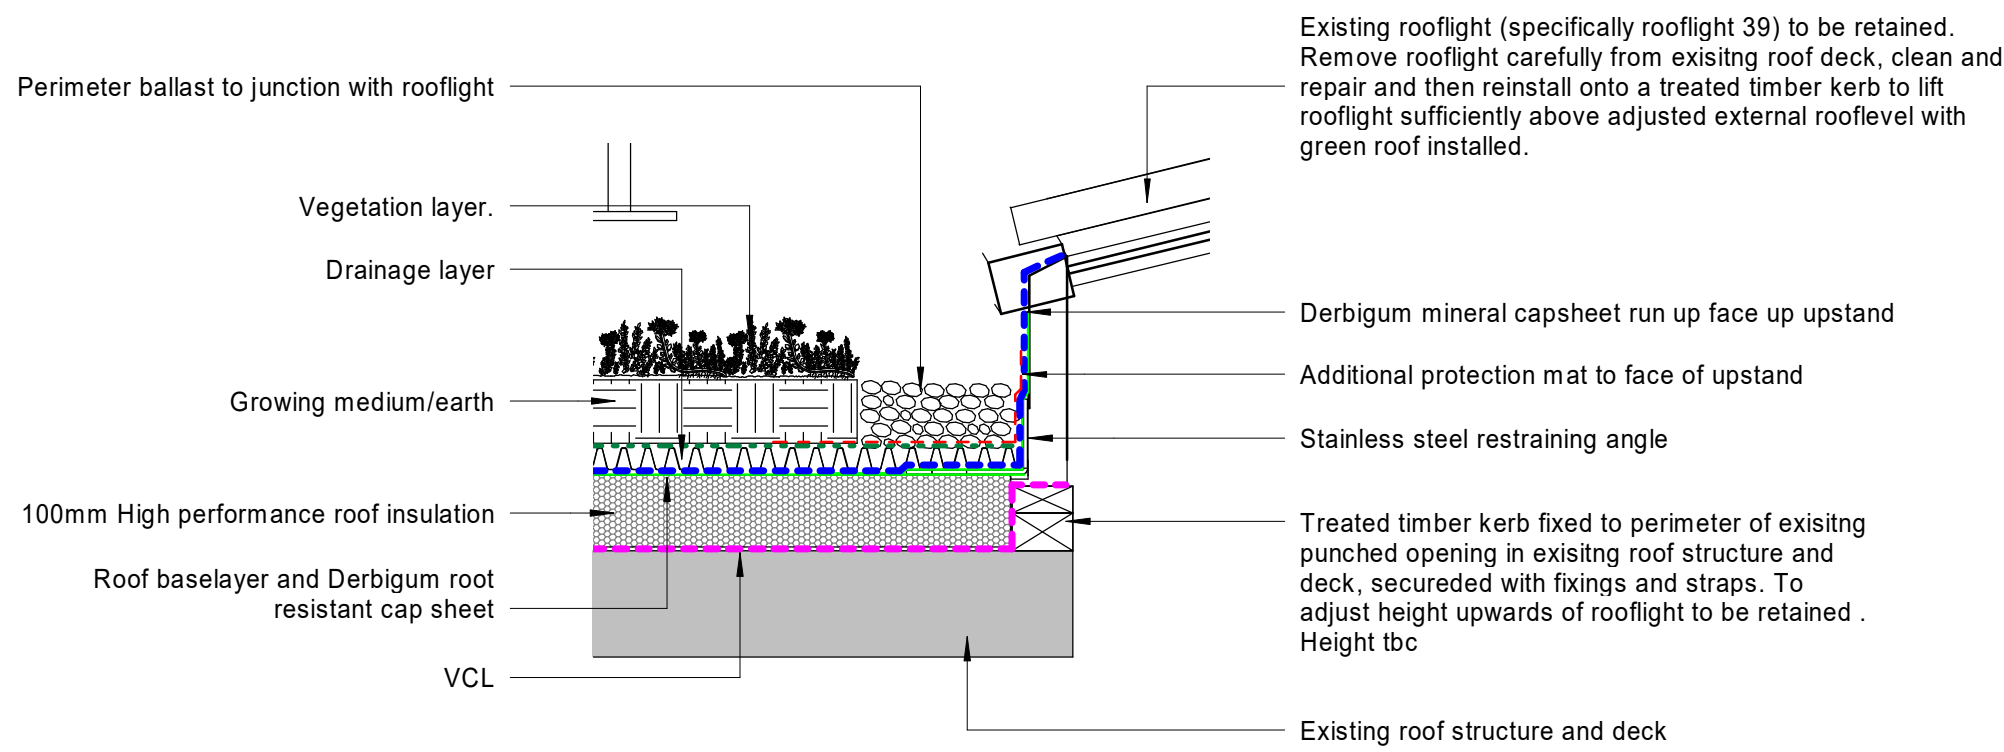 Perimeter ballast to junction with rooflight
Vegetation layer.
Drainage layer
Growing medium/earth
100mm High performance roof insulation
Roof baselayer and Derbigum root
resistant cap sheet
VCL
Existing rooflight (specifically rooflight 39) to be retained.
Remove rooflight carefully from exisitng roof deck, clean and
repair and then reinstall onto a treated timber kerb to lift
rooflight sufficiently above adjusted external rooflevel with
green roof installed.
Derbigum mineral capsheet run up face up upstand
Additional protection mat to face of upstand
Stainless steel restraining angle
Treated timber kerb fixed to perimeter of exisitng
punched opening in exisitng roof structure and
deck, secureded with fixings and straps. To
adjust height upwards of rooflight to be retained .
Height tbc
Existing roof structure and deck